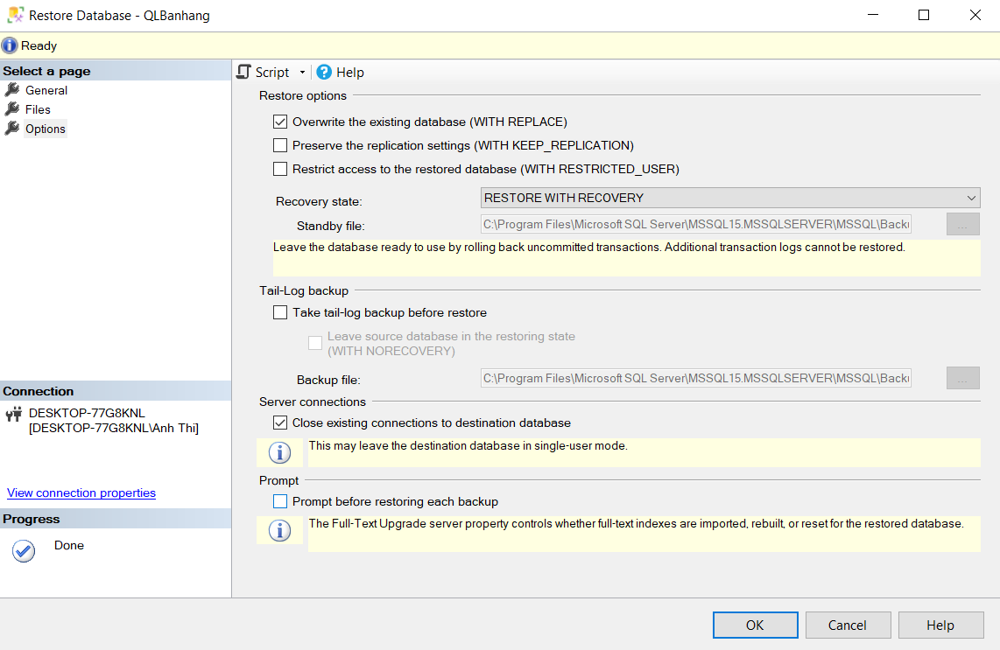 Restore Database - QLBanhang
Ready
Select a page
General
Files
Options
Connection
DESKTOP-77G8KNL
[DESKTOP-77G8KNL\Anh Thi]
View connection properties
Progress
Done
Script
Help
Restore options
Overwrite the existing database (WITH REPLACE)
Preserve the replication settings (WITH KEEP_REPLICATION)
Restrict access to the restored database (WITH RESTRICTED_USER)
Recovery state:
RESTORE WITH RECOVERY
Standby file:
C:\Program Files\Microsoft SQL Server\MSSQL15.MSSQLSERVER\MSSQL\Backu
...
Leave the database ready to use by rolling back uncommitted transactions. Additional transaction logs cannot be restored.
Tail-Log backup
Take tail-log backup before restore
Leave source database in the restoring state
(WITH NORECOVERY)
Backup file:
C:\Program Files\Microsoft SQL Server\MSSQL15.MSSQLSERVER\MSSQL\Backu
...
Server connections
Close existing connections to destination database
This may leave the destination database in single-user mode.
Prompt
Prompt before restoring each backup
The Full-Text Upgrade server property controls whether full-text indexes are imported, rebuilt, or reset for the restored database.
OK
Cancel
Help